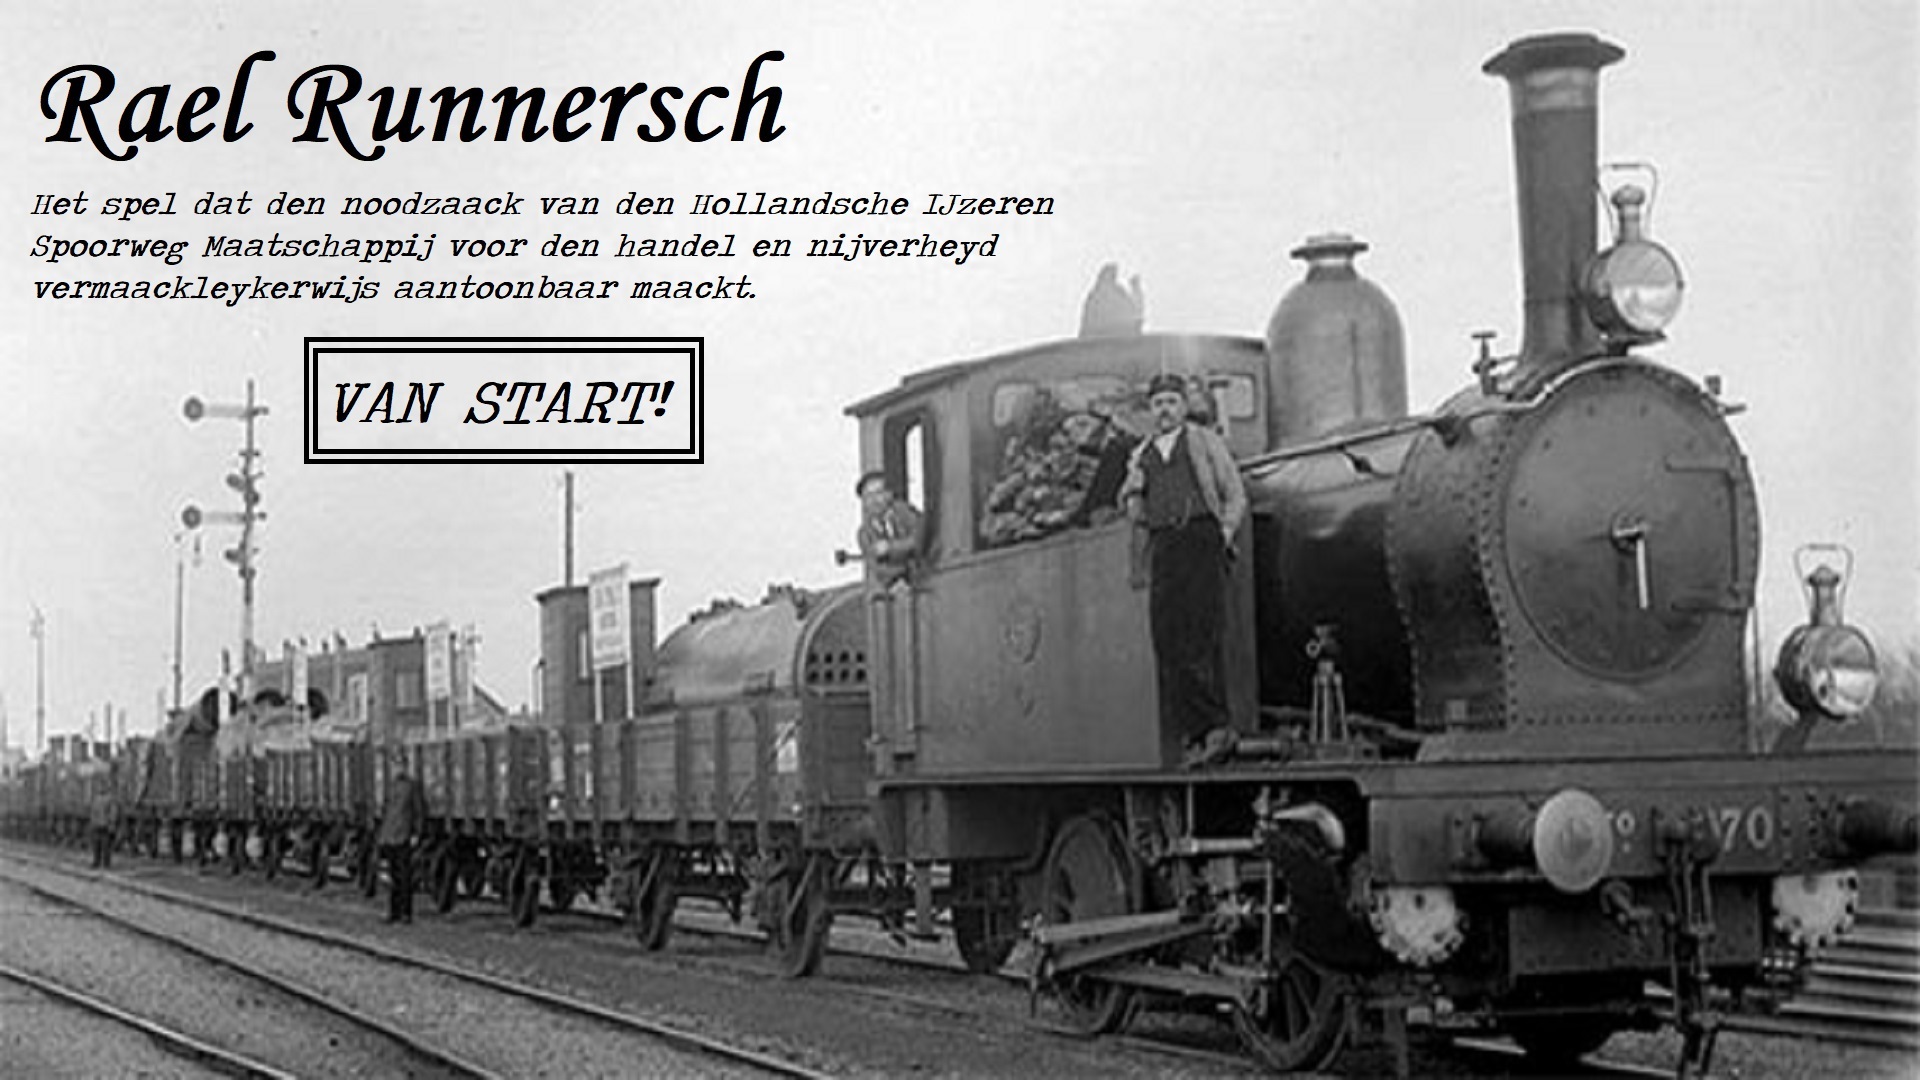 Rael Runnersch
Het spel dat den noodzaack van den Hollandsche IJzeren
Spoorweg Maatschappij voor den handel en nijverheyd
vermaackleykerwijs aantoonbaar maackt.
VAN START!
70